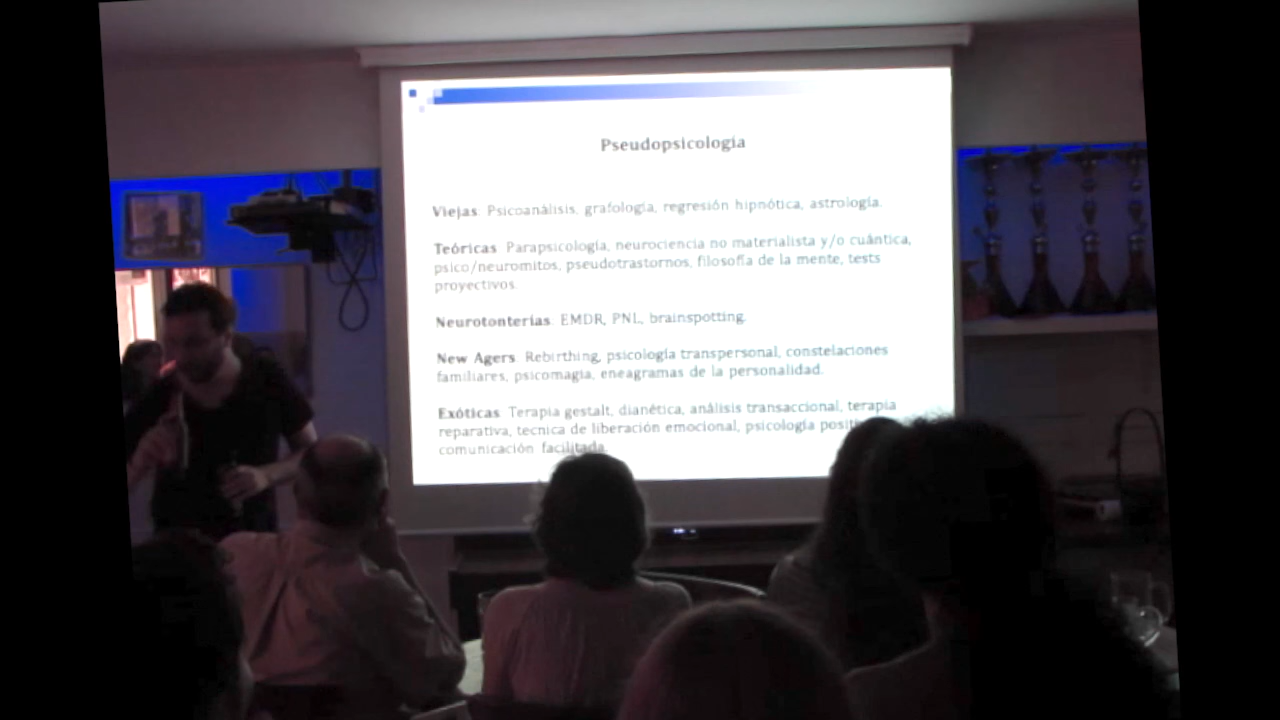 Pseudopsicología
Viejas: Psicoanálisis, grafología, regresión hipnótica, astrología.
Teóricas: Parapsicología, neurociencia no materialista y/o cuántica,
psico/neuromitos, pseudotrastornos, filosofía de la mente, tests
proyectivos.
Neurotonterías: EMDR, PNL, brainspotting.
New Agers: Rebirthing, psicología transpersonal, constelaciones
familiares, psicomagia, eneagramas de la personalidad.
Exóticas: Terapia gestalt, dianética, análisis transaccional, terapia
reparativa, tecnica de liberación emocional, psicología
comunicación facilitada.